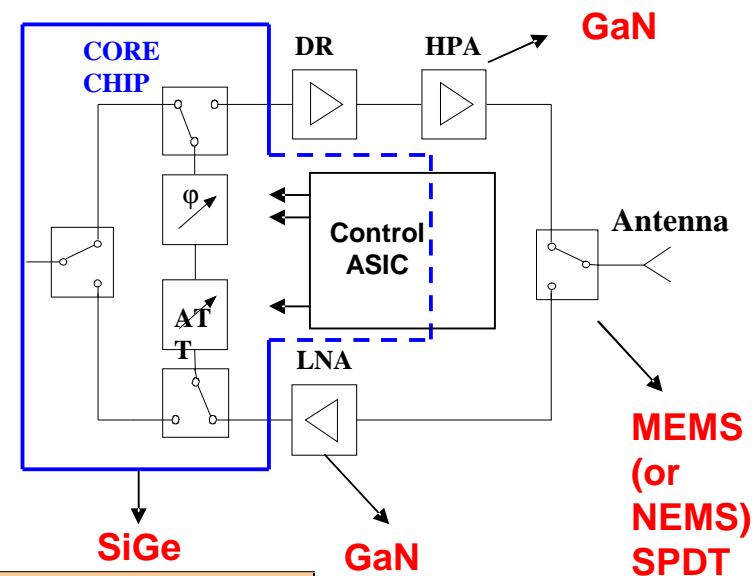 GaN
DR
HPA
CORE
CHIP
φ
Control
ASIC
Antenna
AT
T
LNA
MEMS
(or
NEMS)
SPDT
SiGe
GaN